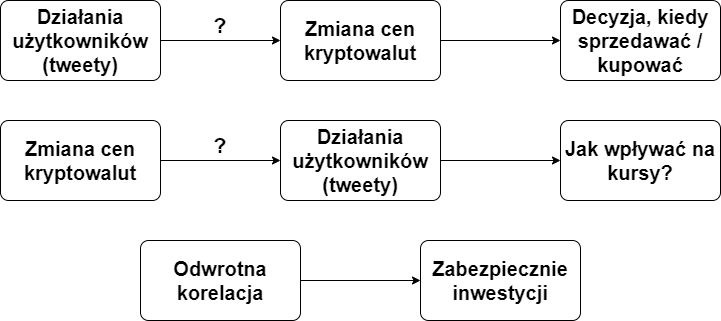 Działania
użytkowników
(tweety)
?
Zmiana cen
kryptowalut
Decyzja, kiedy
sprzedawać /
kupować
Zmiana cen
kryptowalut
?
Działania
użytkowników
(tweety)
Jak wpływać na
kursy?
Odwrotna
korelacja
Zabezpiecznie
inwestycji